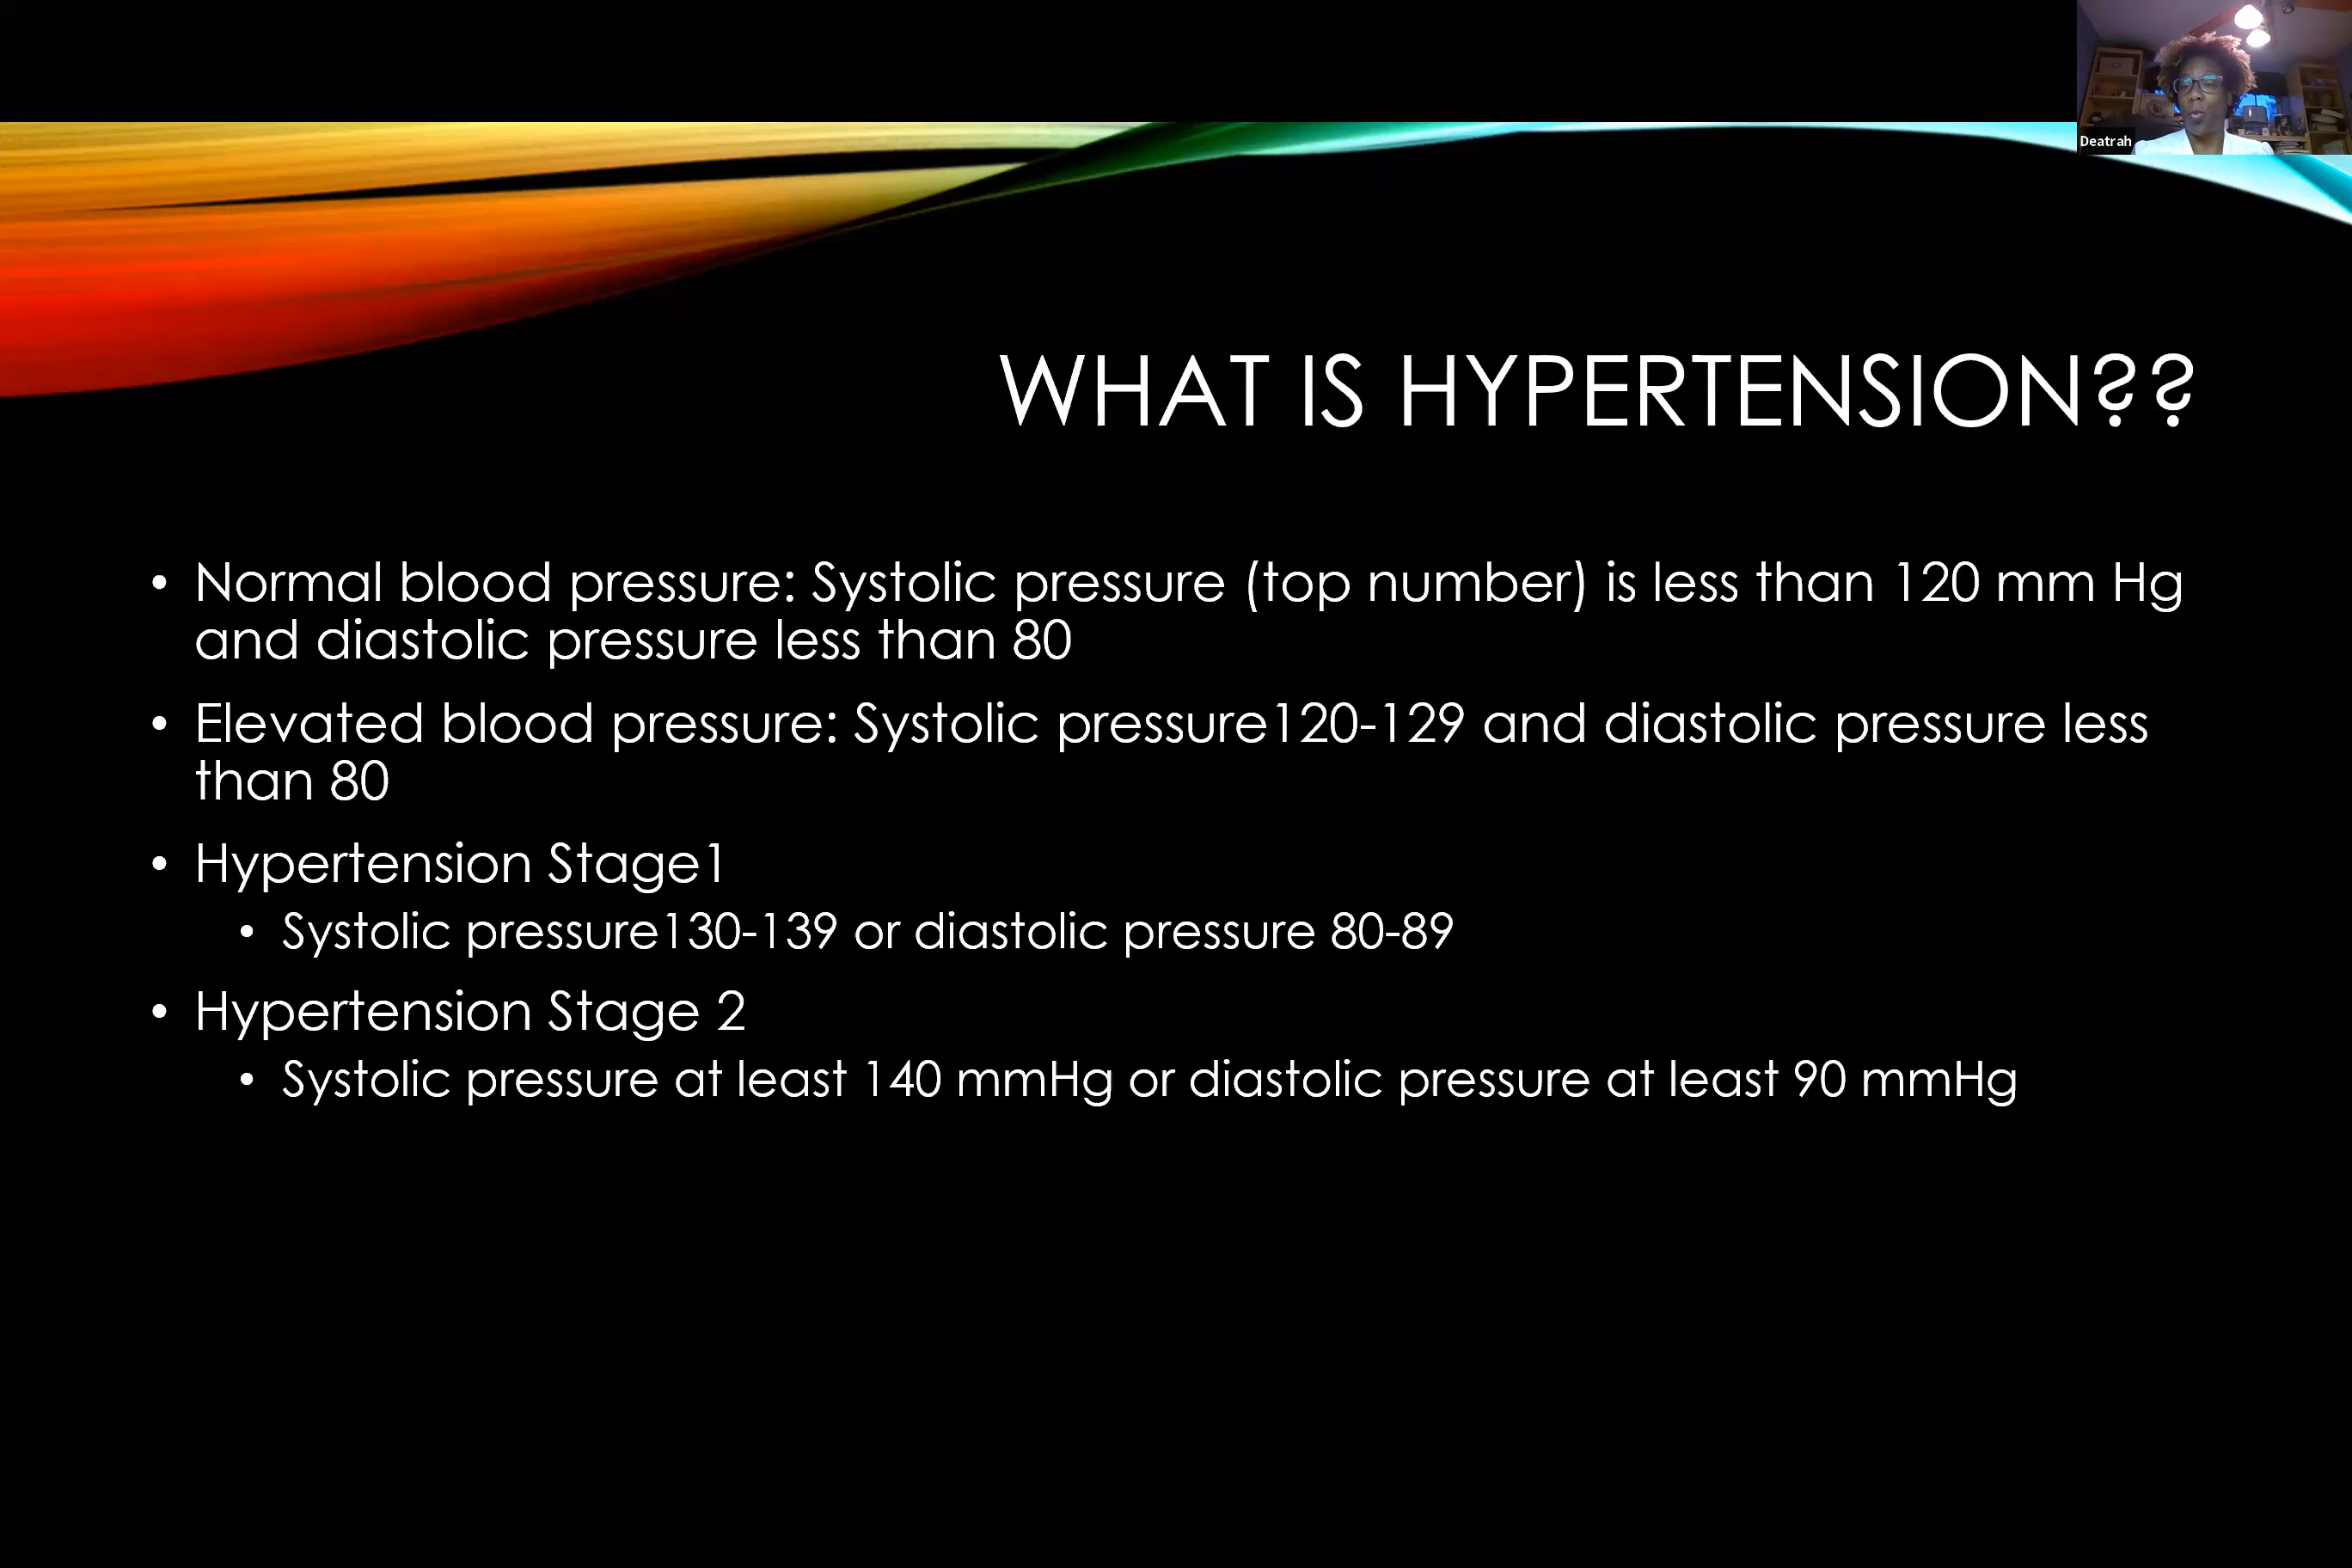 Deatrah
WHAT IS HYPERTENSION??
• Normal blood pressure: Systolic pressure (top number) is less than 120 mm Hg
and diastolic pressure less than 80
• Elevated blood pressure: Systolic pressure120-129 and diastolic pressure less
than 80
• Hypertension Stage1
• Systolic pressure130-139 or diastolic pressure 80-89
• Hypertension Stage 2
• Systolic pressure at least 140 mmHg or diastolic pressure at least 90 mmHg